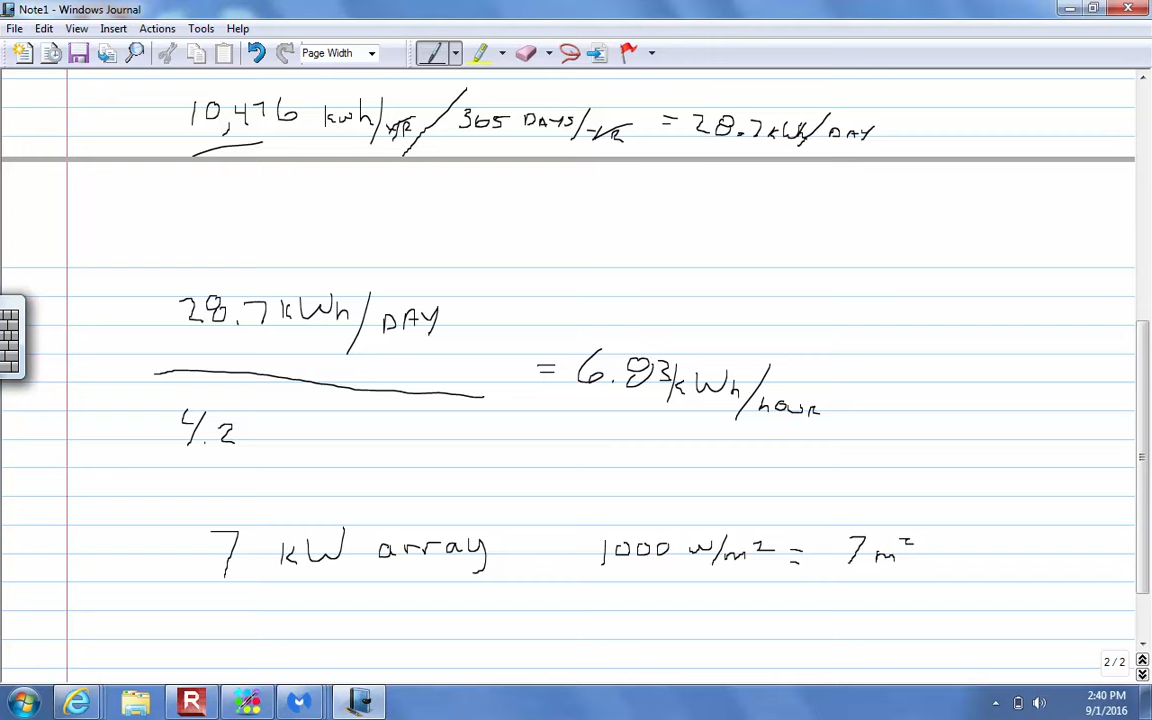 Note1 - Windows Journal
File Edit View Insert Actions Tools Help
Page Width
10,476 kwh/YR / 365 DAYS/YR = 28.7 kWh/DAY
28.7 kWh/DAY
= 6.83/kWh/hour
4.2
7 kW array 1000 w/m² = 7 m²
2/2
2:40 PM
9/1/2016